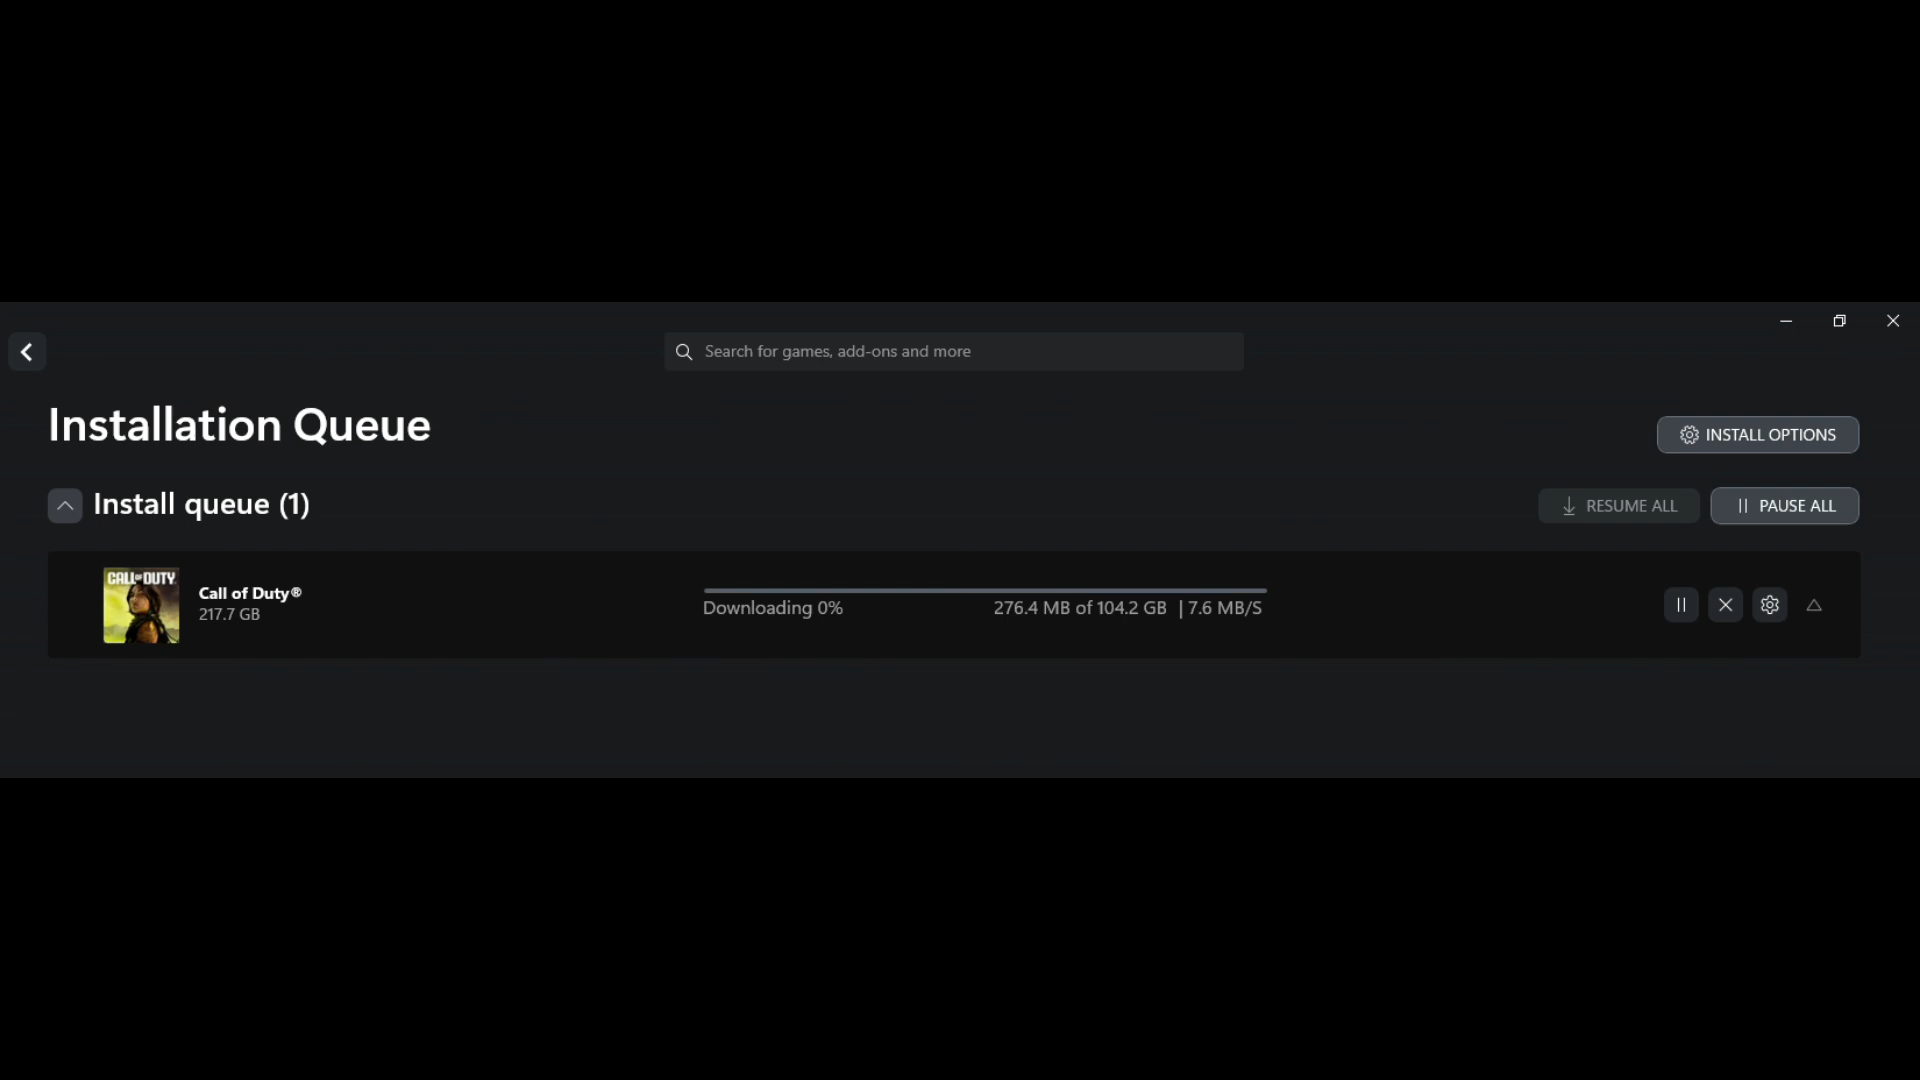 Search for games, add-ons and more
Installation Queue
INSTALL OPTIONS
Install queue (1)
RESUME ALL
PAUSE ALL
CALL OF DUTY
Call of Duty®
217.7 GB
Downloading 0%
276.4 MB of 104.2 GB | 7.6 MB/S